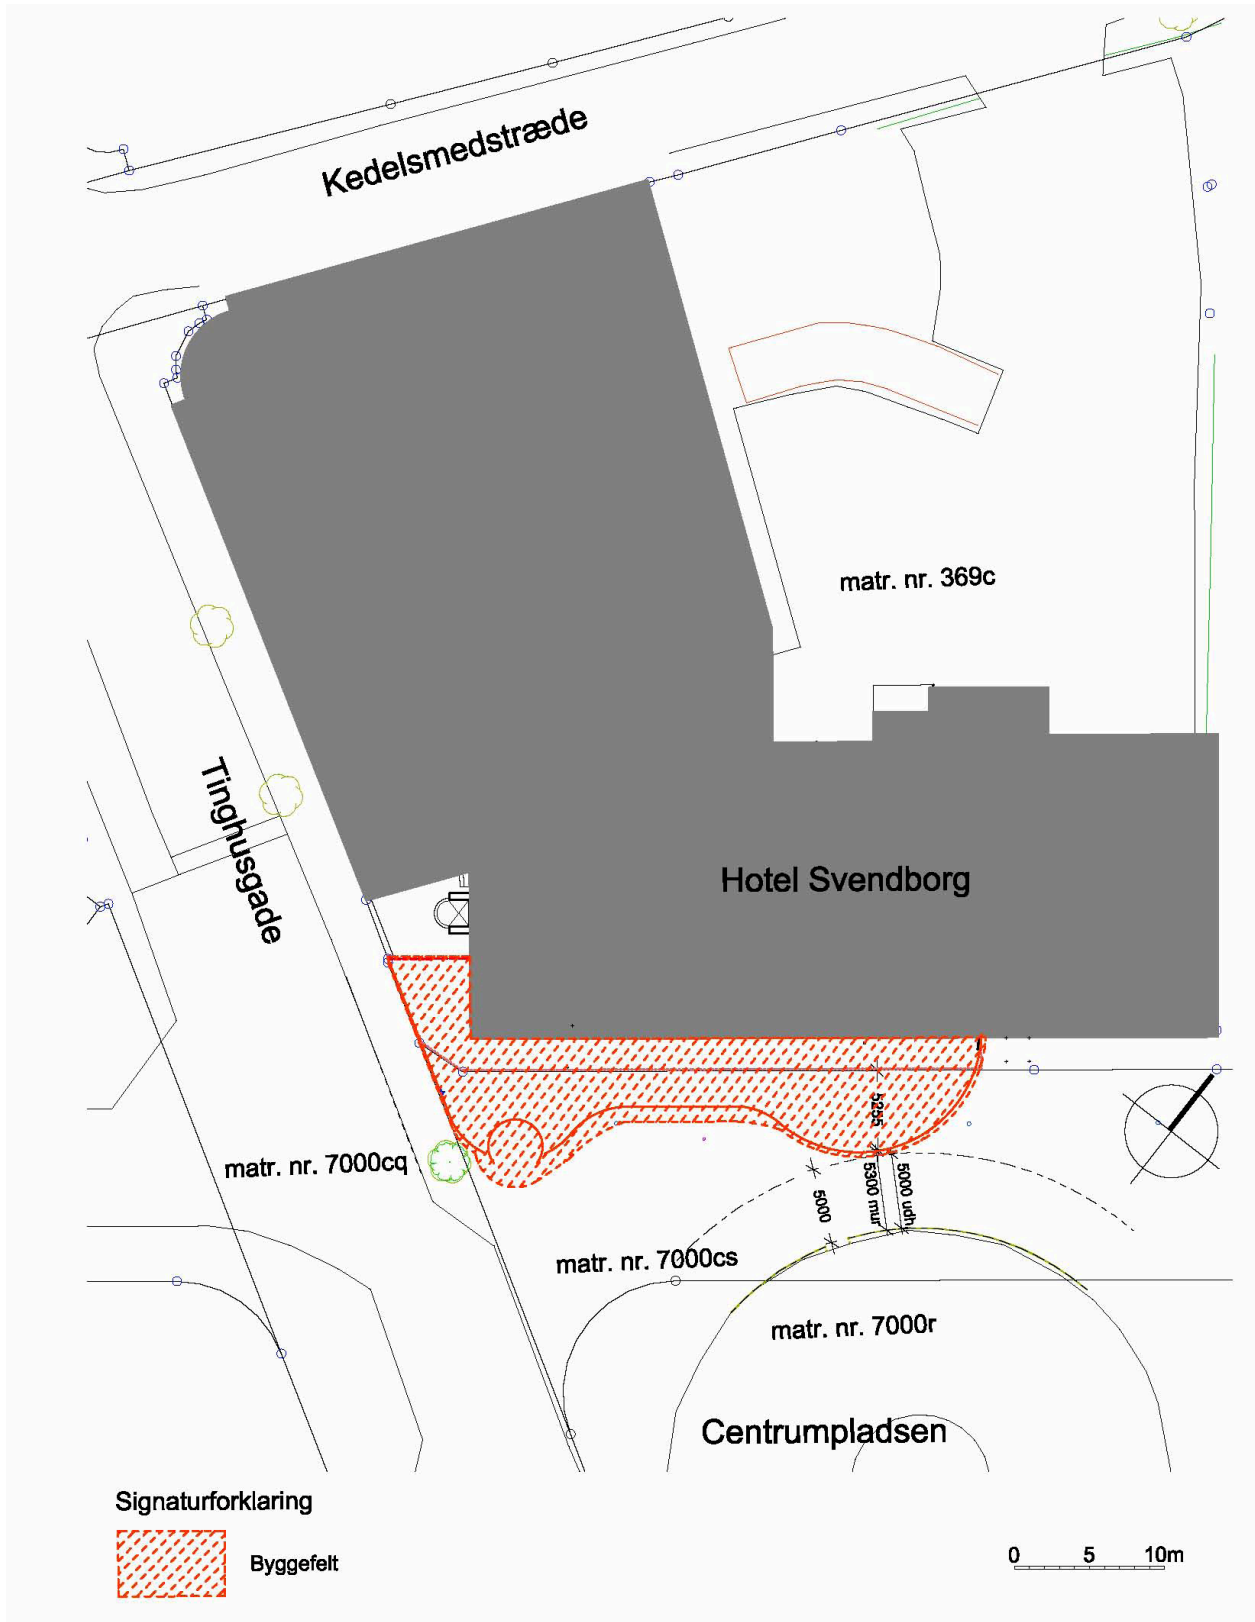 Kedelsmedstræde
matr. nr. 369c
Tinghusgade
Hotel Svendborg
5255
matr. nr. 7000cq
5000
5300 mur
5000 udh
matr. nr. 7000cs
matr. nr. 7000r
Centrumpladsen
Signaturforklaring
Byggefelt
0 5 10m